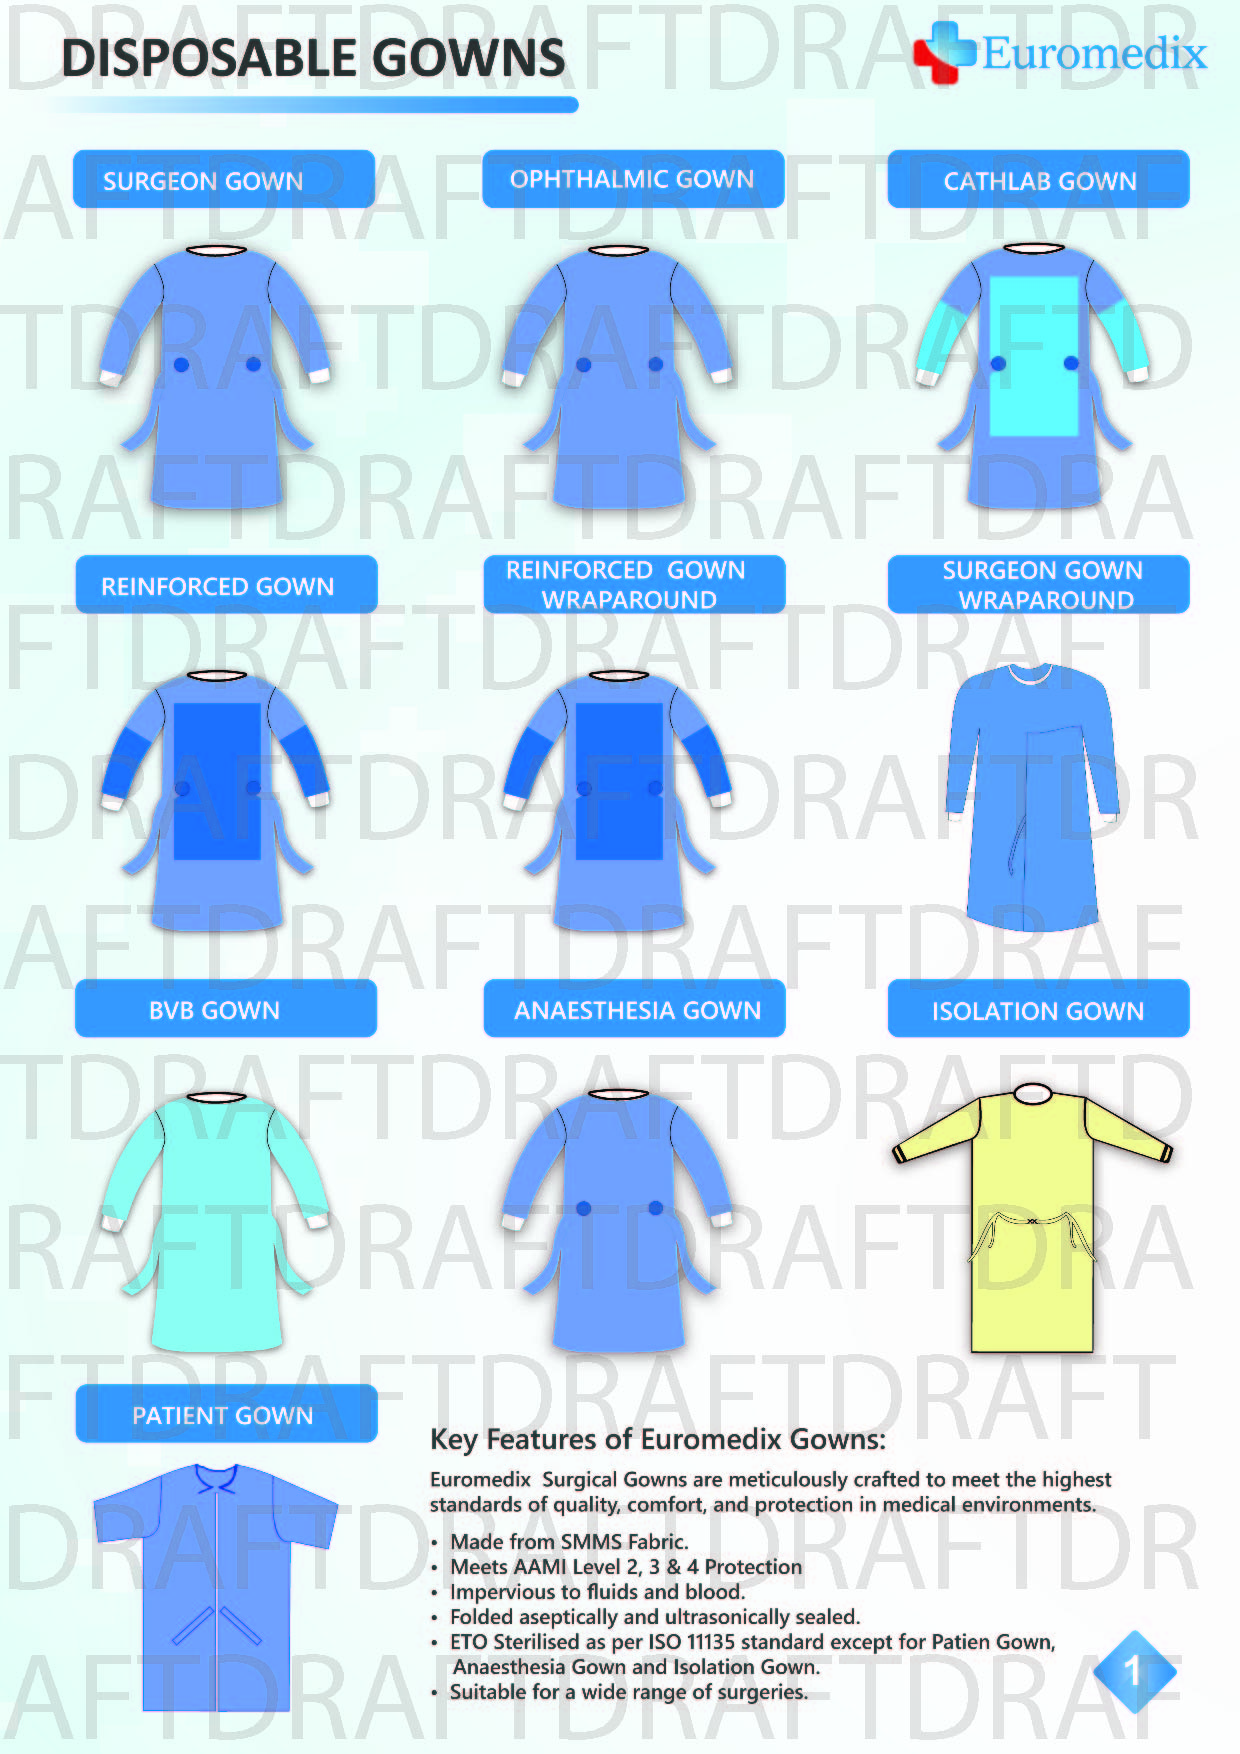 DISPOSABLE GOWNS
Euromedix
SURGEON GOWN
OPHTHALMIC GOWN
CATHLAB GOWN
REINFORCED GOWN
REINFORCED  GOWN
WRAPAROUND
SURGEON GOWN
WRAPAROUND
BVB GOWN
ANAESTHESIA GOWN
ISOLATION GOWN
PATIENT GOWN
Key Features of Euromedix Gowns:
Euromedix  Surgical Gowns are meticulously crafted to meet the highest
standards of quality, comfort, and protection in medical environments.
• Made from SMMS Fabric.
• Meets AAMI Level 2, 3 & 4 Protection
• Impervious to fluids and blood.
• Folded aseptically and ultrasonically sealed.
• ETO Sterilised as per ISO 11135 standard except for Patien Gown,
Anaesthesia Gown and Isolation Gown.
• Suitable for a wide range of surgeries.
1
DRAFTDRAFTDRAFTDR
AFTDRAFTDRAFTDRAF
TDRAFTDRAFTDRAFTD
RAFTDRAFTDRAFTDRA
FTDRAFTDRAFTDRAFT
DRAFTDRAFTDRAFTDR
AFTDRAFTDRAFTDRAF
TDRAFTDRAFTDRAFTD
RAFTDRAFTDRAFTDRA
FTDRAFTDRAFTDRAFT
DRAFTDRAFTDRAFTDR
AFTDRAFTDRAFTDRAF